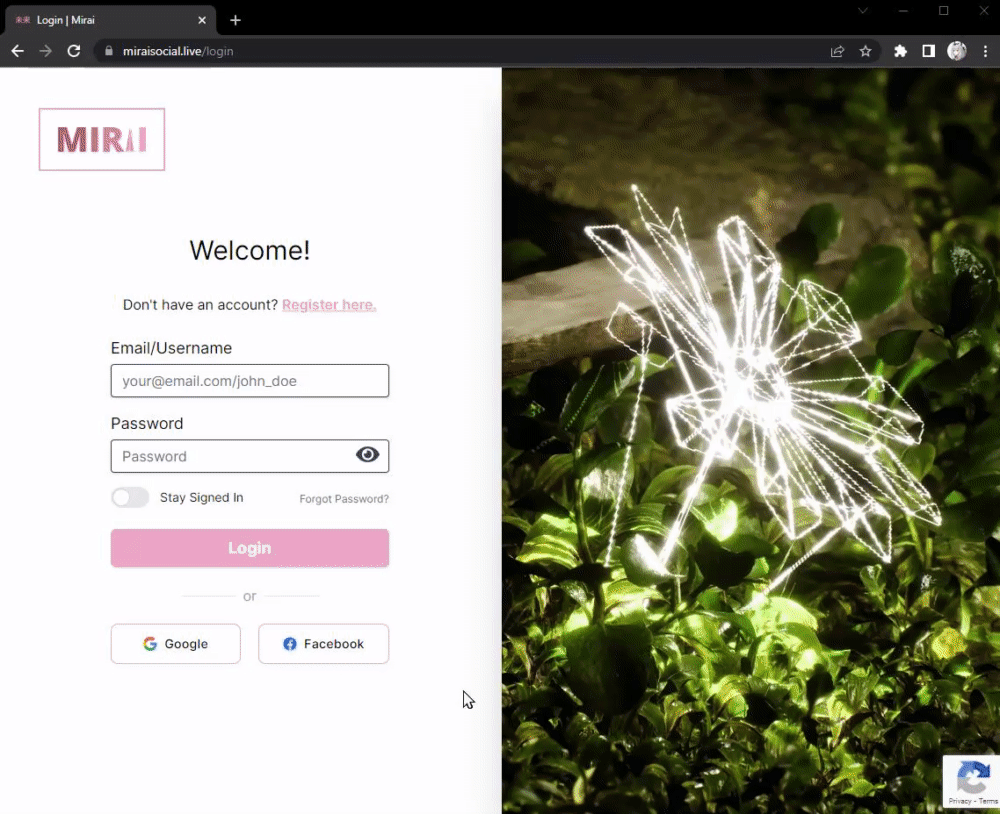 Login | Mirai
miraisocial.live/login
MIRAI
Welcome!
Don't have an account? Register here.
Email/Username
your@email.com/john_doe
Password
Password
Stay Signed In
Forgot Password?
Login
or
Google
Facebook
Privacy - Terms